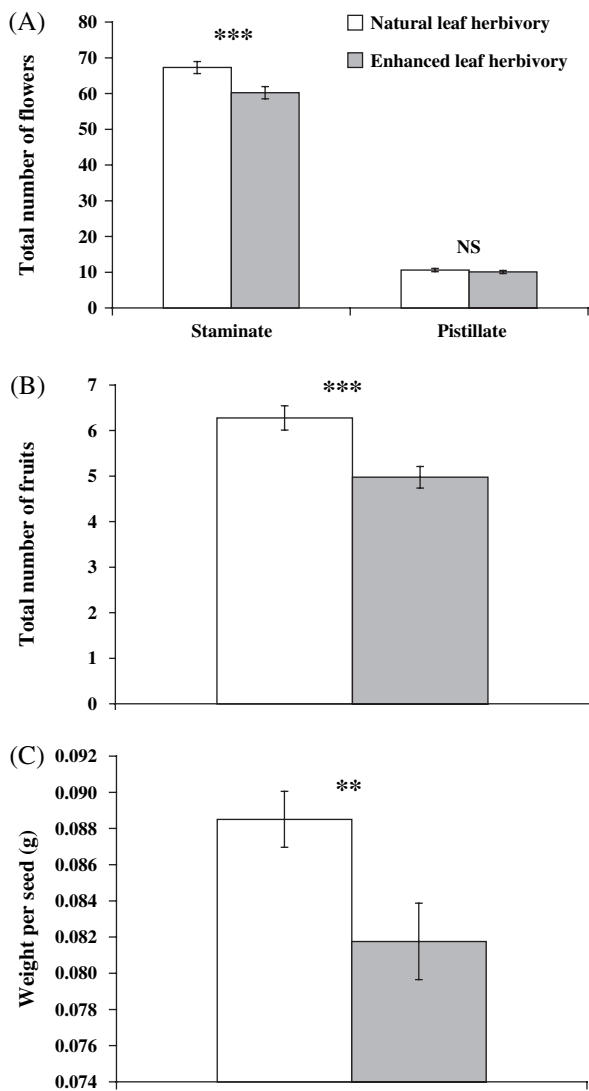 (A)
Total number of flowers
80
70
60
50
40
30
20
10
0
***
Natural leaf herbivory
Enhanced leaf herbivory
NS
Staminate
Pistillate
(B)
Total number of fruits
7
6
5
4
3
2
1
0
***
(C)
Weight per seed (g)
0.092
0.090
0.088
0.086
0.084
0.082
0.080
0.078
0.076
0.074
**